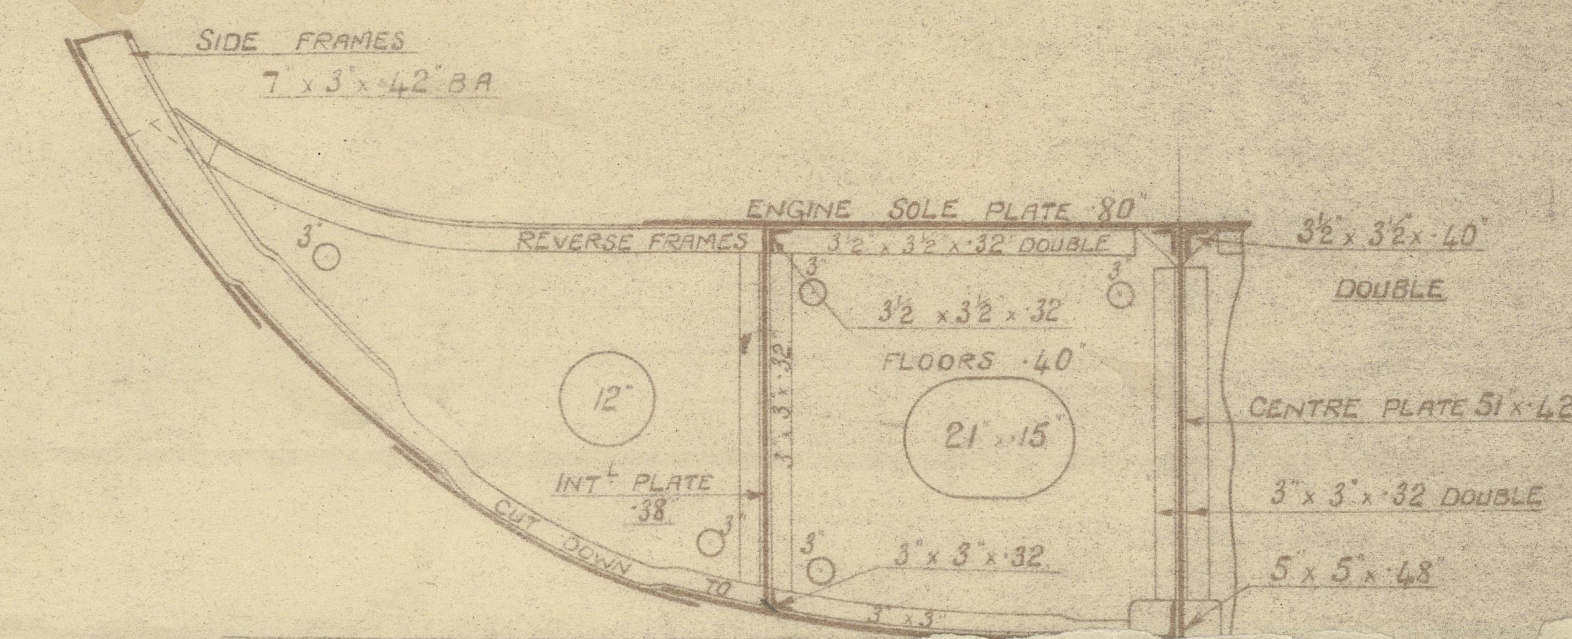 SIDE FRAMES
7" x 3" x .42" BA
ENGINE SOLE PLATE .80"
REVERSE FRAMES
3½" x 3½" x .32" DOUBLE
3½" x 3½" x .40"
DOUBLE
3"
3"
3"
3½ x 3½ x .32
FLOORS .40"
3" x 3" x .32"
12"
21" x .15"
CENTRE PLATE 51" x .42
INT^L PLATE
.38"
3" x 3" x .32 DOUBLE
3"
3"
3" x 3" x .32
5" x 5" x .48"
CUT DOWN TO 3" x 3"